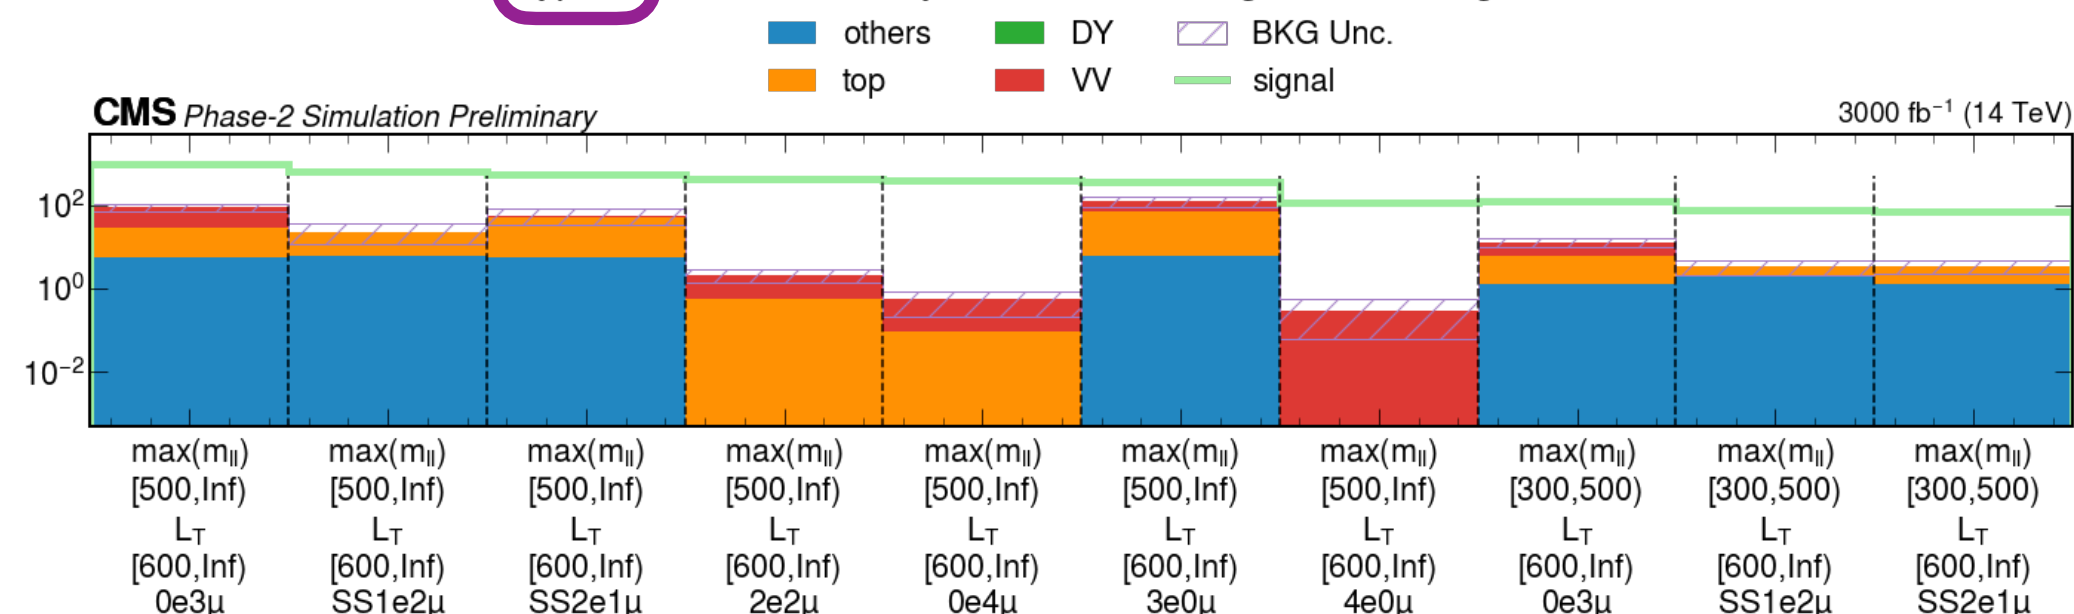 others DY BKG Unc.
top VV signal
CMS Phase-2 Simulation Preliminary 3000 fb⁻¹ (14 TeV)
10²
10⁰
10⁻²
max(mll) max(mll) max(mll) max(mll) max(mll) max(mll) max(mll) max(mll) max(mll) max(mll)
[500,Inf) [500,Inf) [500,Inf) [500,Inf) [500,Inf) [500,Inf) [500,Inf) [300,500) [300,500) [300,500)
LT LT LT LT LT LT LT LT LT LT
[600,Inf) [600,Inf) [600,Inf) [600,Inf) [600,Inf) [600,Inf) [600,Inf) [600,Inf) [600,Inf) [600,Inf)
0e3μ SS1e2μ SS2e1μ 2e2μ 0e4μ 3e0μ 4e0μ 0e3μ SS1e2μ SS2e1μ